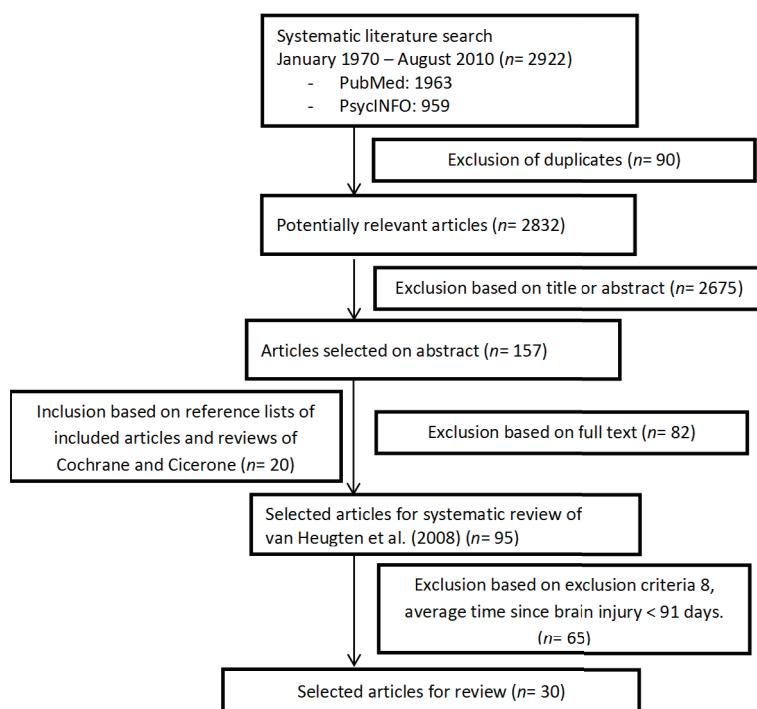 Systematic literature search
January 1970 – August 2010 (n= 2922)
- PubMed: 1963
- PsycINFO: 959
Exclusion of duplicates (n= 90)
Potentially relevant articles (n= 2832)
Exclusion based on title or abstract (n= 2675)
Articles selected on abstract (n= 157)
Inclusion based on reference lists of
included articles and reviews of
Cochrane and Cicerone (n= 20)
Exclusion based on full text (n= 82)
Selected articles for systematic review of
van Heugten et al. (2008) (n= 95)
Exclusion based on exclusion criteria 8,
average time since brain injury < 91 days.
(n= 65)
Selected articles for review (n= 30)